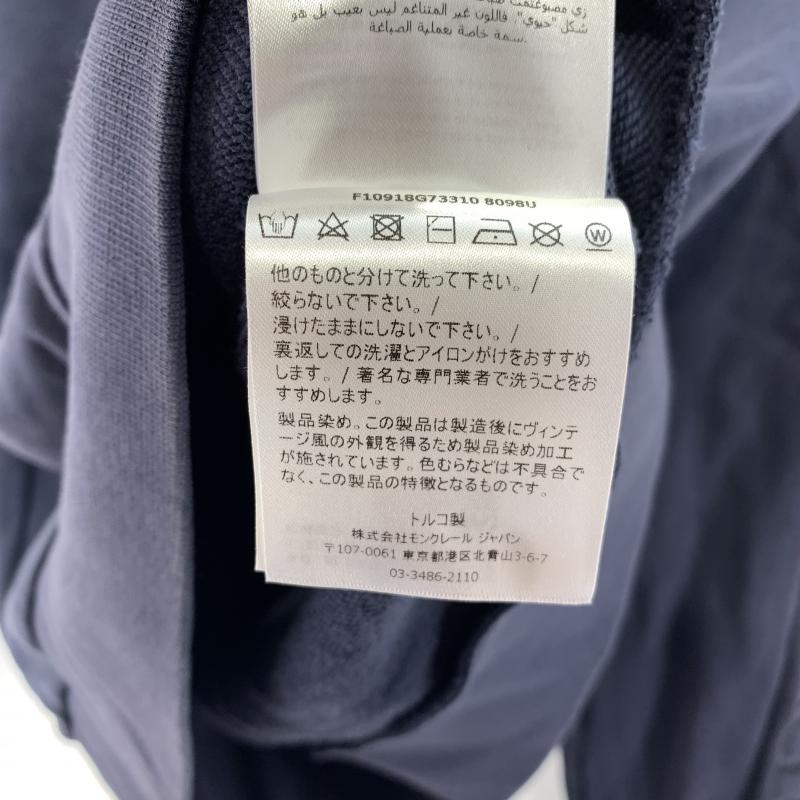 زي مصبوغ
شكل "حيوي". فاللون غير المتناغم ليس بعيب بل هو
سمة خاصة بعملية الصباغة.
F10918G73310 8098U
W
他のものと分けて洗って下さい。/
絞らないで下さい。/
浸けたままにしないで下さい。/
裏返しての洗濯とアイロンがけをおすすめ
します。/ 著名な専門業者で洗うことをお
すすめします。
製品染め。この製品は製造後にヴィンテ
ージ風の外観を得るため製品染め加工
が施されています。色むらなどは不具合で
なく、この製品の特徴となるものです。
トルコ製
株式会社モンクレール ジャパン
〒107-0061 東京都港区北青山3-6-7
03-3486-2110